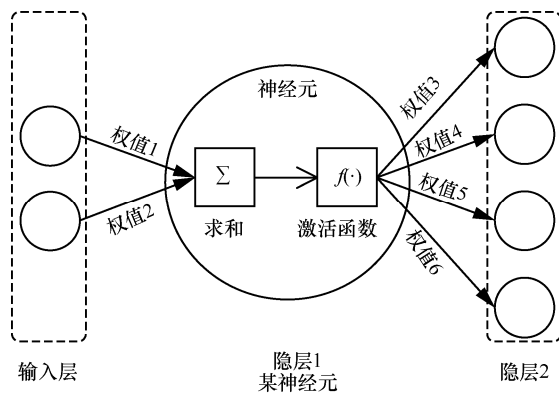 神经元
权值1
权值2
权值3
权值4
权值5
权值6
Σ
f(·)
求和
激活函数
输入层
隐层1
某神经元
隐层2